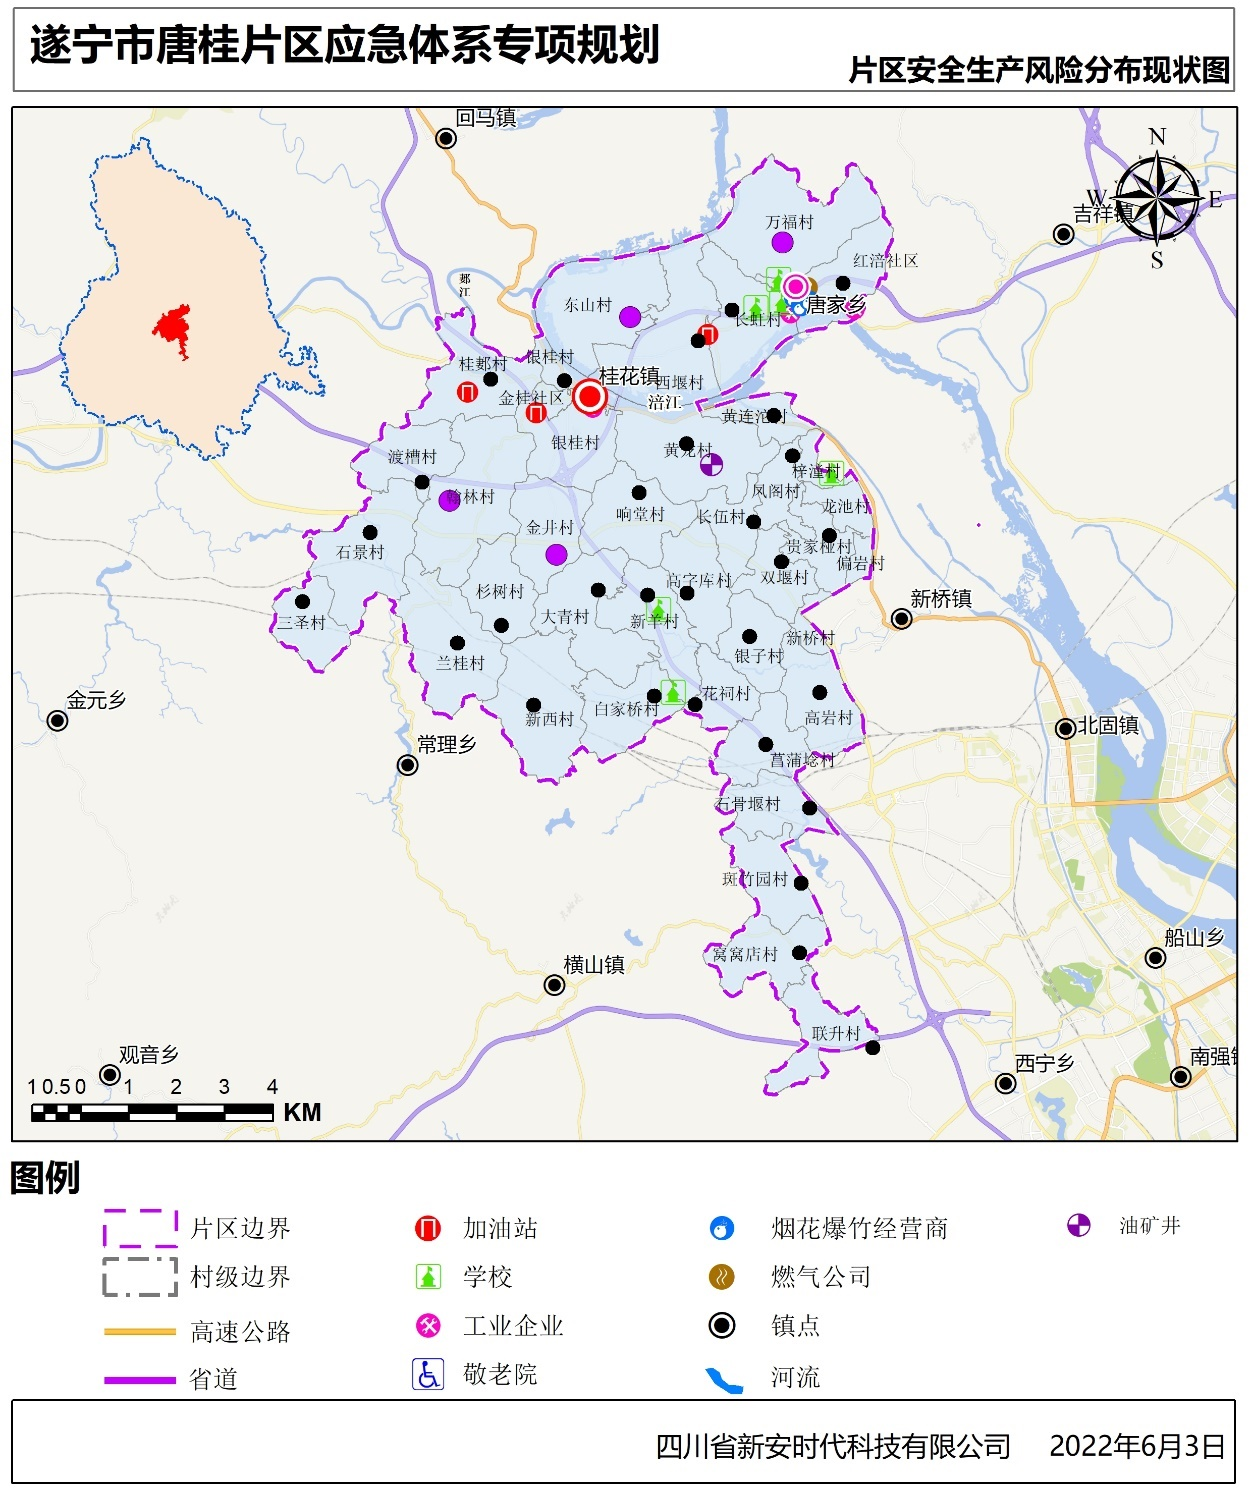 遂宁市唐桂片区应急体系专项规划
片区安全生产风险分布现状图
回马镇
N
W
E
S
吉祥镇
万福村
红涪社区
郪江
东山村
唐家乡
长虹村
桂郪村
银桂村
桂花镇
西堰村
金桂社区
涪江
黄连沱村
银桂村
黄龙村
渡槽村
梓潼村
翰林村
凤阁村
龙池村
金井村
响堂村
长伍村
石景村
贵家桠村
偏岩村
双堰村
高字库村
杉树村
大青村
新羊村
新桥镇
三圣村
新桥村
兰桂村
银子村
金元乡
白家桥村
花祠村
新西村
高岩村
北固镇
常理乡
菖蒲埝村
石骨堰村
斑竹园村
船山乡
窝窝店村
横山镇
联升村
观音乡
西宁乡
南强镇
1 0.5 0 1 2 3 4
KM
图例
片区边界
加油站
烟花爆竹经营商
油矿井
村级边界
学校
燃气公司
高速公路
工业企业
镇点
省道
敬老院
河流
四川省新安时代科技有限公司 2022年6月3日